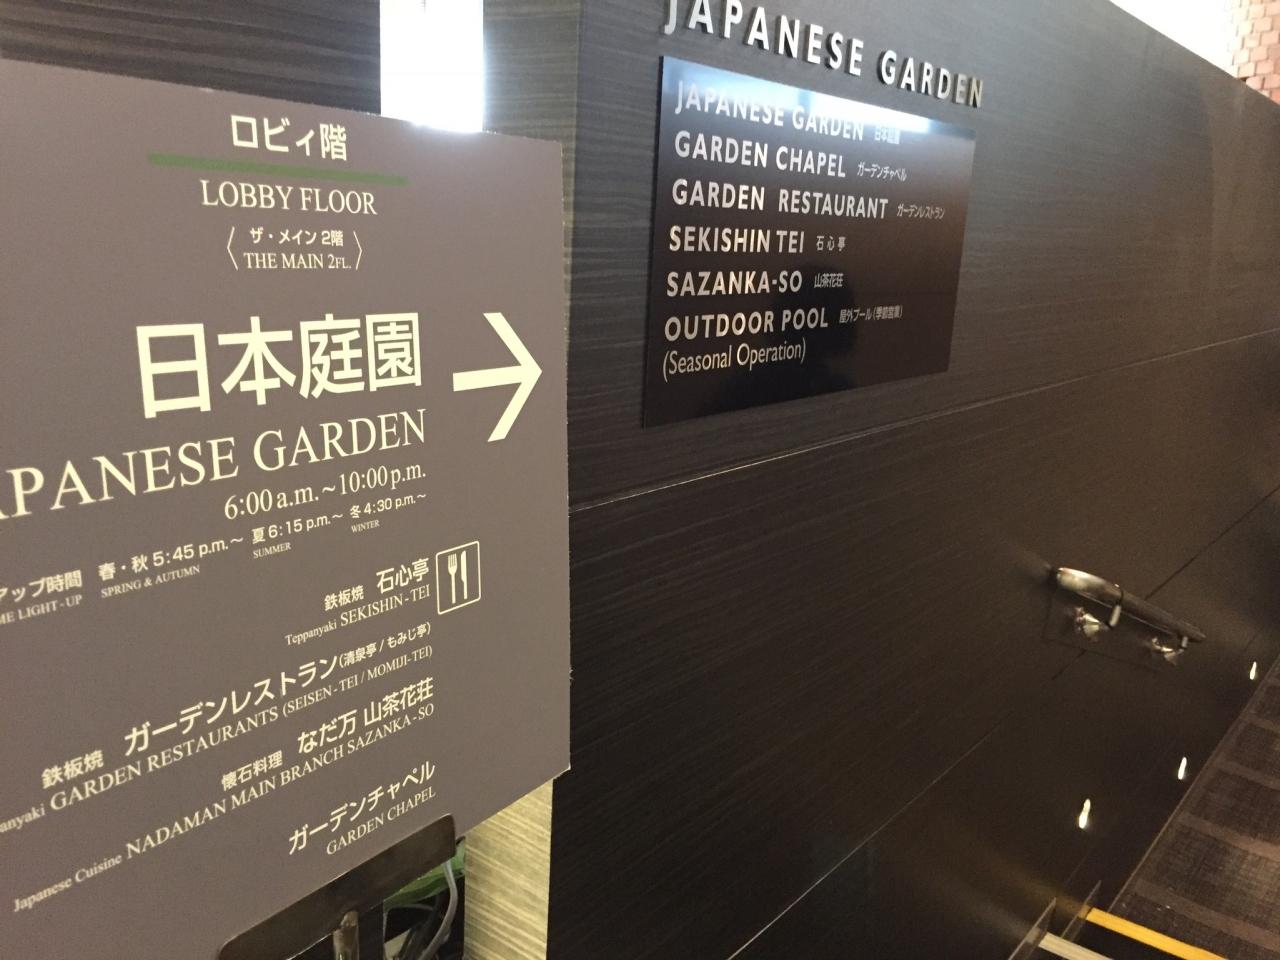 ロビィ階
LOBBY FLOOR
ザ・メイン 2階
THE MAIN 2FL.
日本庭園
APANESE GARDEN
6:00 a.m.~10:00 p.m.
アップ時間 春・秋 5:45 p.m.~ 夏 6:15 p.m.~ 冬 4:30 p.m.~
ME LIGHT-UP SPRING & AUTUMN SUMMER WINTER
鉄板焼 石心亭
Teppanyaki SEKISHIN-TEI
鉄板焼 ガーデンレストラン(清泉亭/もみじ亭)
anyaki GARDEN RESTAURANTS (SEISEN-TEI / MOMIJI-TEI)
懐石料理 なだ万 山茶花荘
Japanese Cuisine NADAMAN MAIN BRANCH SAZANKA-SO
ガーデンチャペル
GARDEN CHAPEL
JAPANESE GARDEN
JAPANESE GARDEN 日本庭園
GARDEN CHAPEL ガーデンチャペル
GARDEN RESTAURANT ガーデンレストラン
SEKISHIN TEI 石心亭
SAZANKA-SO 山茶花荘
OUTDOOR POOL 屋外プール(季節営業)
(Seasonal Operation)